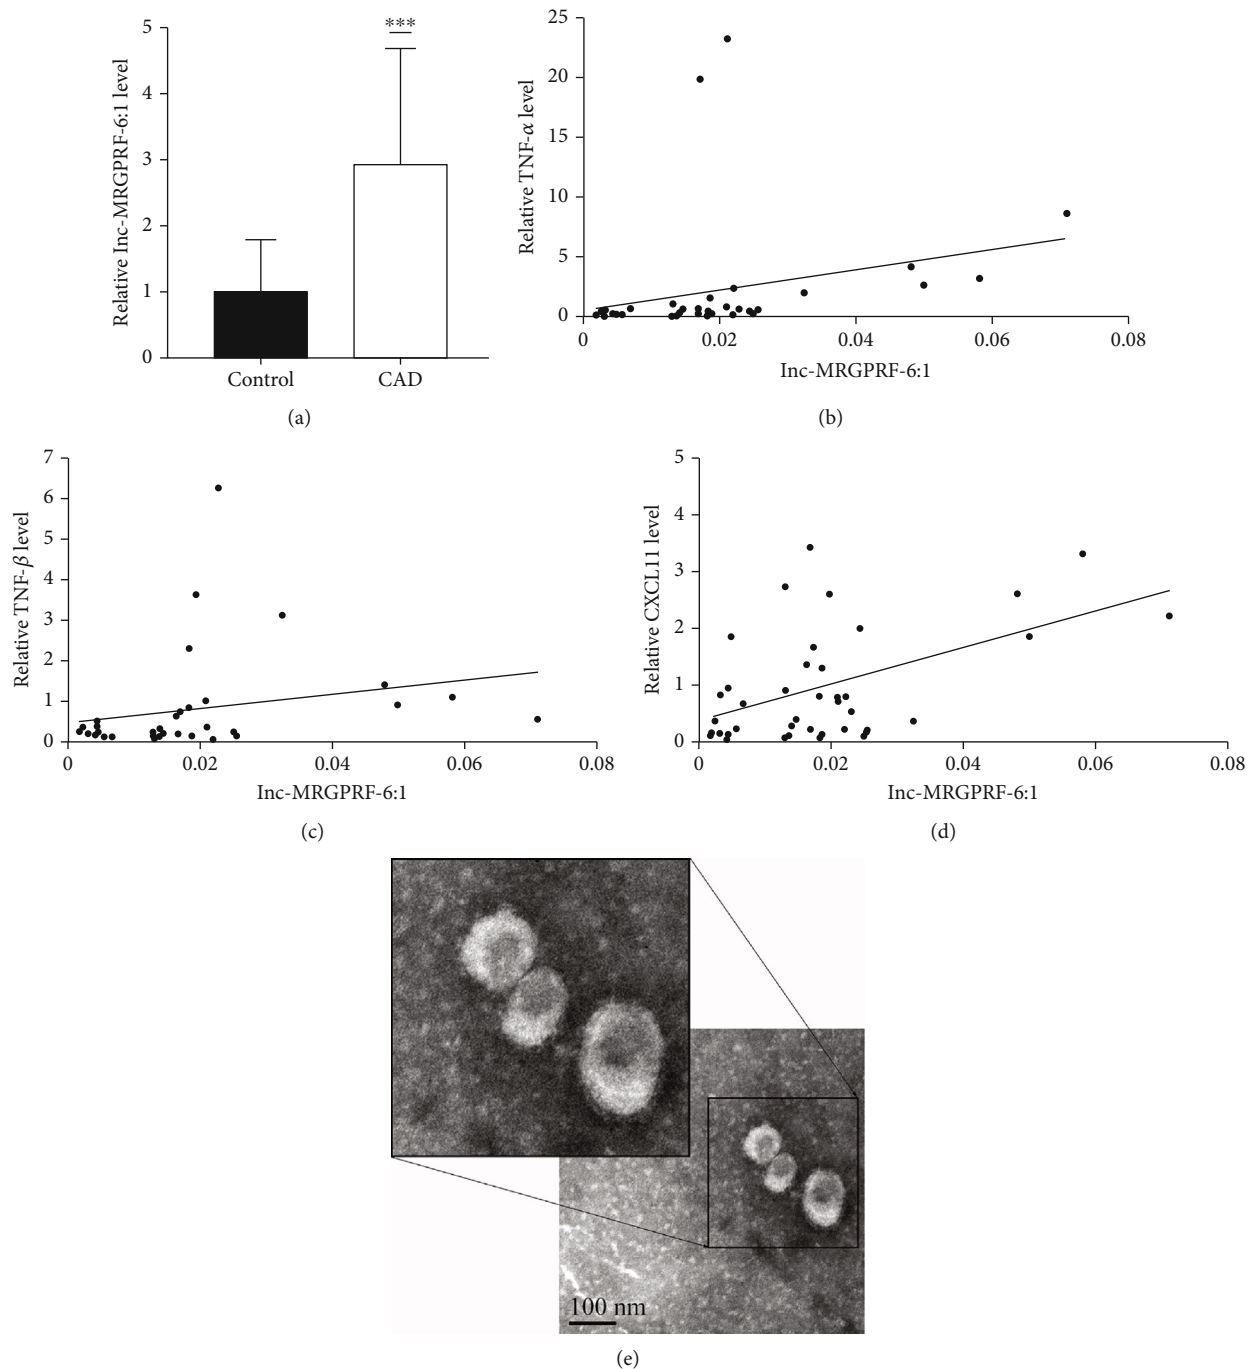 ***
Relative Inc-MRGPRF-6:1 level
5
4
3
2
1
0
Control
CAD
(a)
Relative TNF-α level
25
20
15
10
5
0
0
0.02
0.04
0.06
0.08
Inc-MRGPRF-6:1
(b)
Relative TNF-β level
7
6
5
4
3
2
1
0
0
0.02
0.04
0.06
0.08
Inc-MRGPRF-6:1
(c)
Relative CXCL11 level
5
4
3
2
1
0
0
0.02
0.04
0.06
0.08
Inc-MRGPRF-6:1
(d)
100 nm
(e)